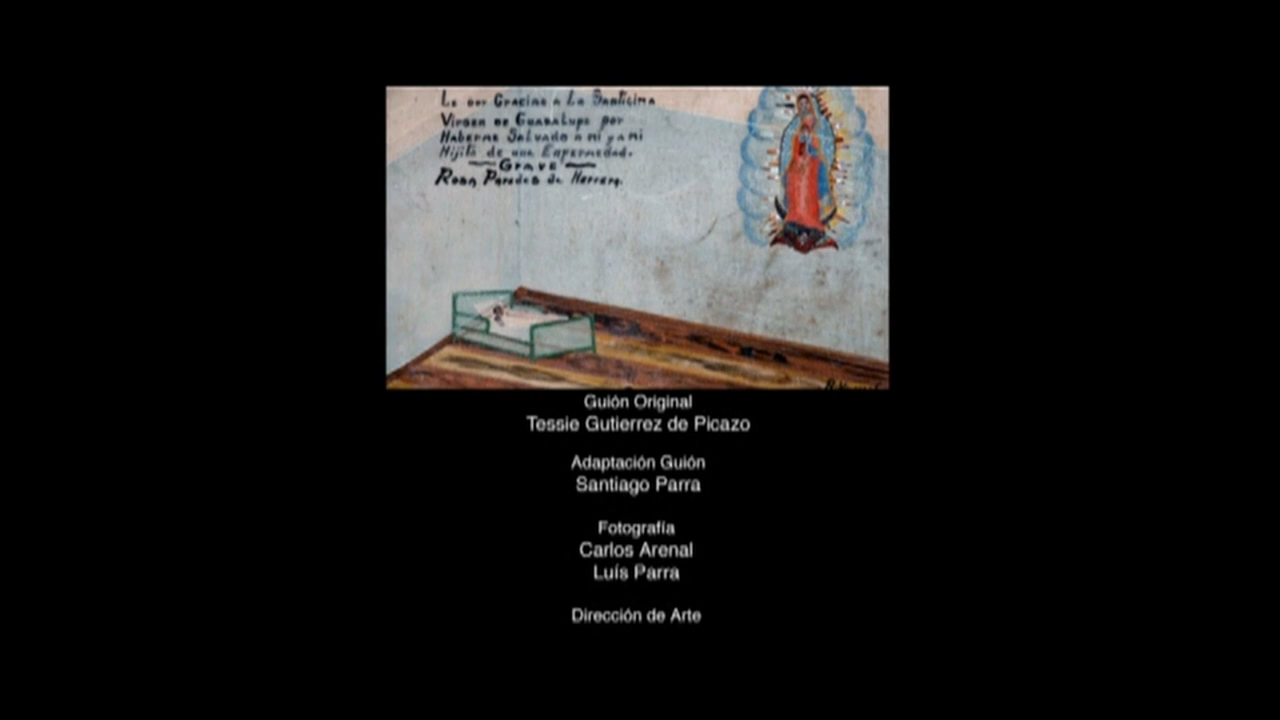 Le doy Gracias a La Santicima
Virgen de Guadalupe por
Haberme Salvado a mi y a mi
Hijito de una Enfermedad.
Grave
Rosa Paredes de Herrera.
Guión Original
Tessie Gutierrez de Picazo
Adaptación Guión
Santiago Parra
Fotografía
Carlos Arenal
Luís Parra
Dirección de Arte